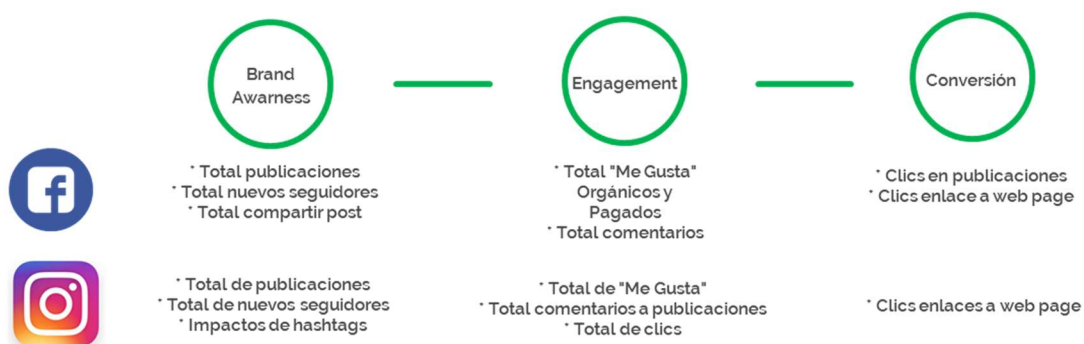 Brand
Awarness
Engagement
Conversión
* Total publicaciones
* Total nuevos seguidores
* Total compartir post
* Total "Me Gusta"
Orgánicos y
Pagados
* Total comentarios
* Clics en publicaciones
* Clics enlace a web page
* Total de publicaciones
* Total de nuevos seguidores
* Impactos de hashtags
* Total de "Me Gusta"
* Total comentarios a publicaciones
* Total de clics
* Clics enlaces a web page